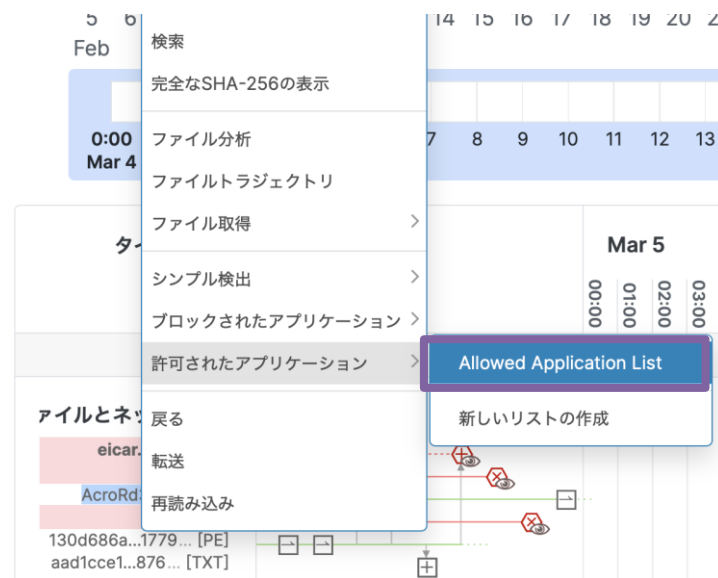 5 6 14 15 16 17 18 19 20
Feb
検索
完全なSHA-256の表示
0:00 7 8 9 10 11 12 13
Mar 4
ファイル分析
ファイルトラジェクトリ
ファイル取得
Mar 5
シンプル検出
00:00 01:00 02:00 03:00
ブロックされたアプリケーション
許可されたアプリケーション
Allowed Application List
新しいリストの作成
戻る
eicar.
転送
AcroRd
再読み込み
130d686a...1779... [PE]
aad1cce1...876... [TXT]